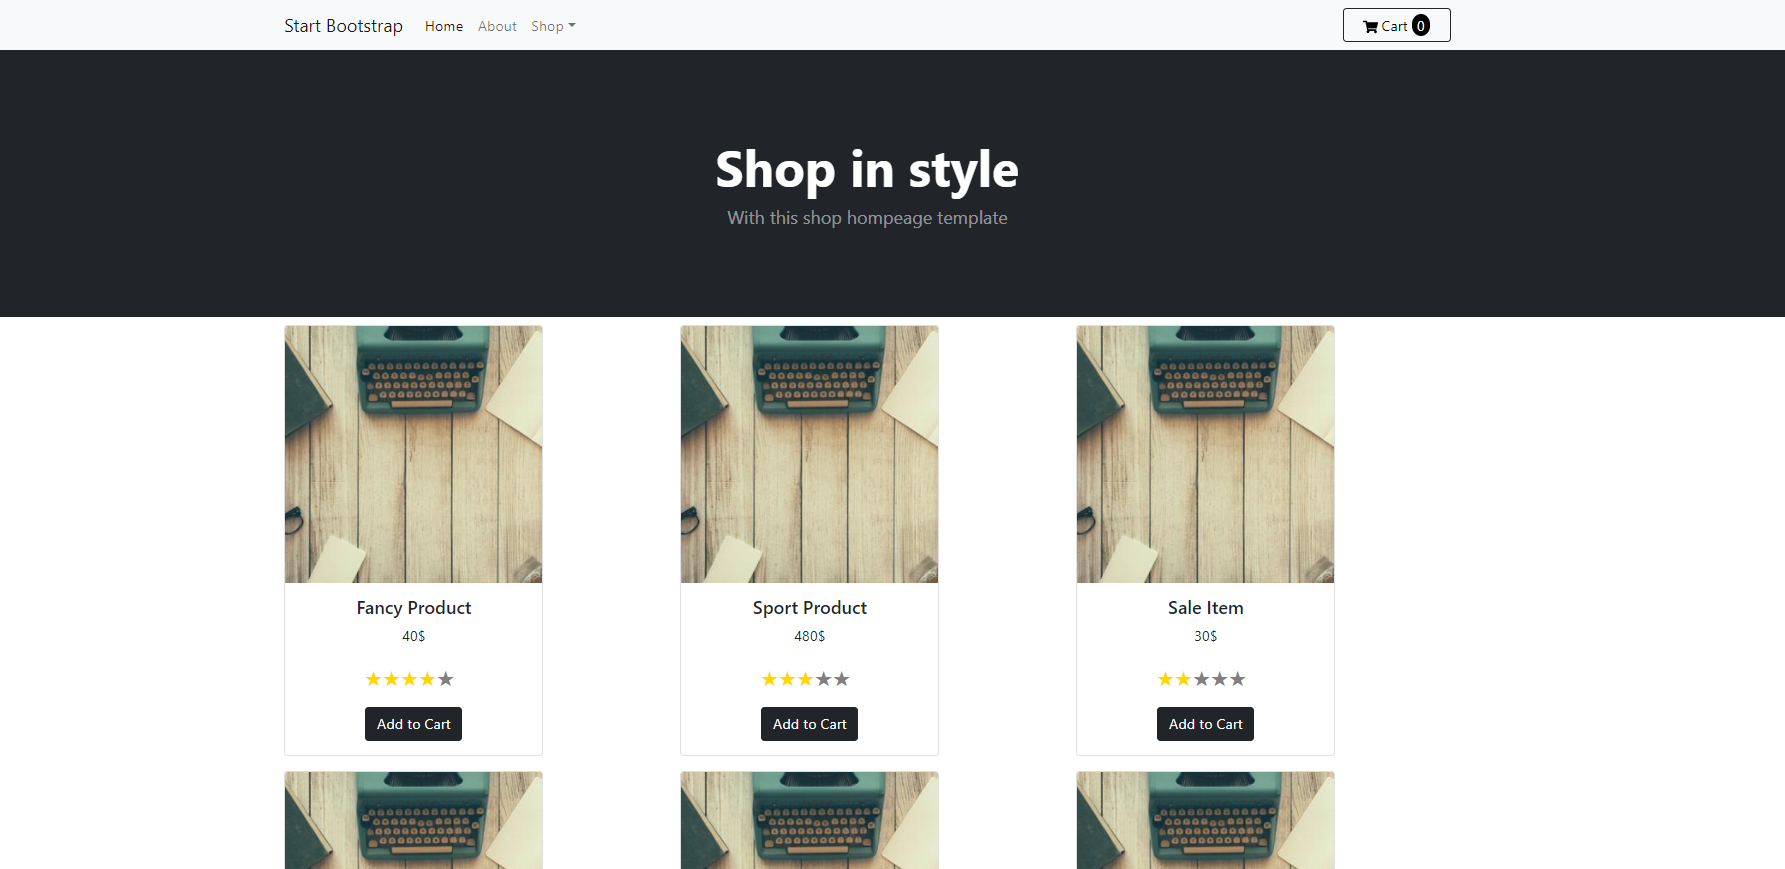 Start Bootstrap Home About Shop Cart 0
Shop in style
With this shop hompeage template
Fancy Product Sport Product Sale Item
40$ 480$ 30$
Add to Cart Add to Cart Add to Cart